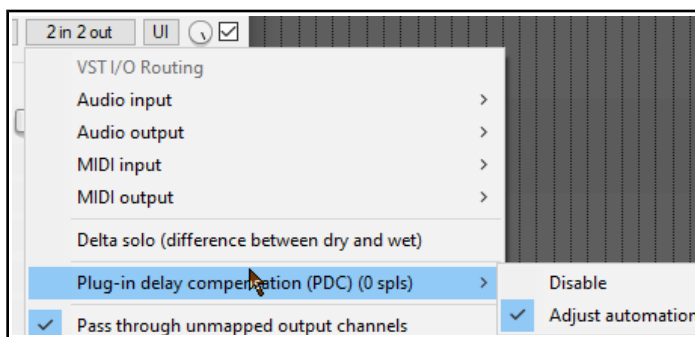 2 in 2 out UI
VST I/O Routing
Audio input
Audio output
MIDI input
MIDI output
Delta solo (difference between dry and wet)
Plug-in delay compensation (PDC) (0 spls)
Disable
Adjust automation
Pass through unmapped output channels